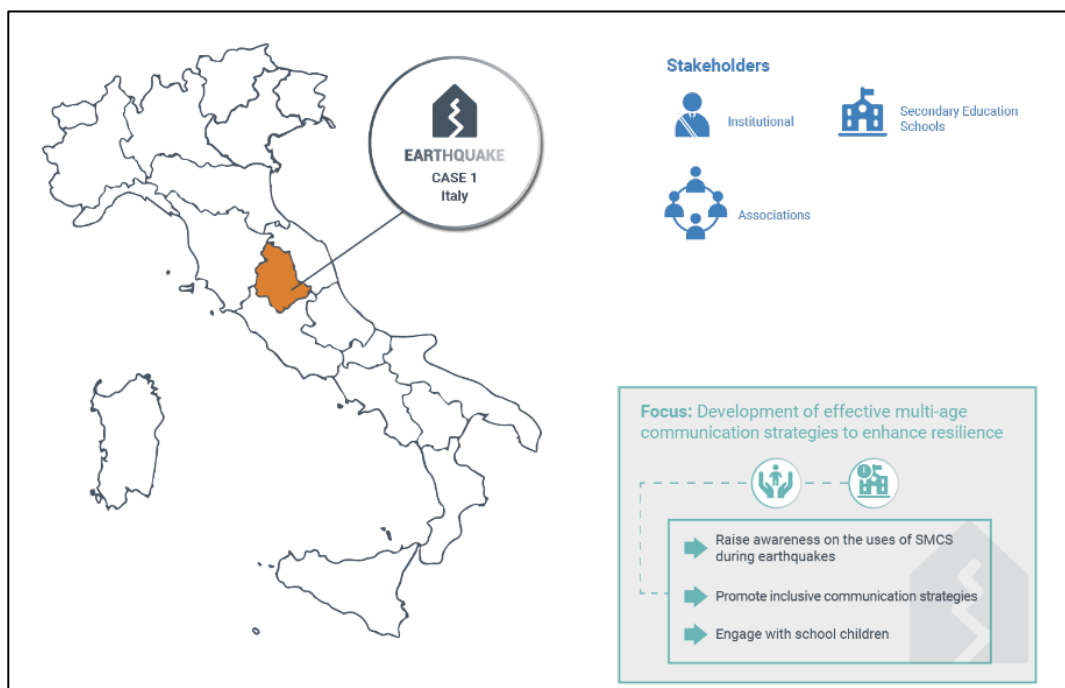 EARTHQUAKE
CASE 1
Italy
Stakeholders
Institutional
Secondary Education
Schools
Associations
Focus: Development of effective multi-age
communication strategies to enhance resilience
Raise awareness on the uses of SMCS
during earthquakes
Promote inclusive communication strategies
Engage with school children